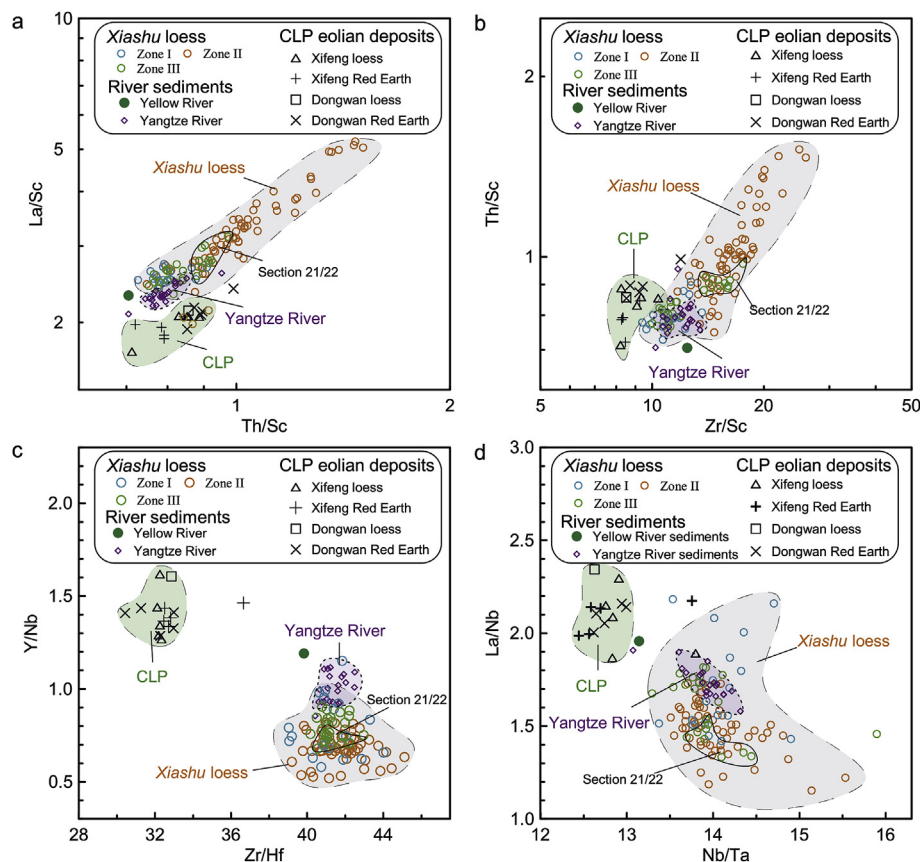 a
Xiashu loess
Zone I
Zone II
Zone III
River sediments
Yellow River
Yangtze River
CLP eolian deposits
Xifeng loess
Xifeng Red Earth
Dongwan loess
Dongwan Red Earth
Xiashu loess
Section 21/22
Yangtze River
CLP
10
5
2
La/Sc
1
2
Th/Sc
b
Xiashu loess
Zone I
Zone II
Zone III
River sediments
Yellow River
Yangtze River
CLP eolian deposits
Xifeng loess
Xifeng Red Earth
Dongwan loess
Dongwan Red Earth
Xiashu loess
CLP
Section 21/22
Yangtze River
2
1
Th/Sc
5
10
20
50
Zr/Sc
c
Xiashu loess
Zone I
Zone II
Zone III
River sediments
Yellow River
Yangtze River
CLP eolian deposits
Xifeng loess
Xifeng Red Earth
Dongwan loess
Dongwan Red Earth
Yangtze River
CLP
Section 21/22
Xiashu loess
2.0
1.5
1.0
0.5
Y/Nb
28
32
36
40
44
Zr/Hf
d
Xiashu loess
Zone I
Zone II
Zone III
River sediments
Yellow River sediments
Yangtze River sediments
CLP eolian deposits
Xifeng loess
Xifeng Red Earth
Dongwan loess
Dongwan Red Earth
CLP
Xiashu loess
Yangtze River
Section 21/22
3.0
2.5
2.0
1.5
1.0
La/Nb
12
13
14
15
16
Nb/Ta